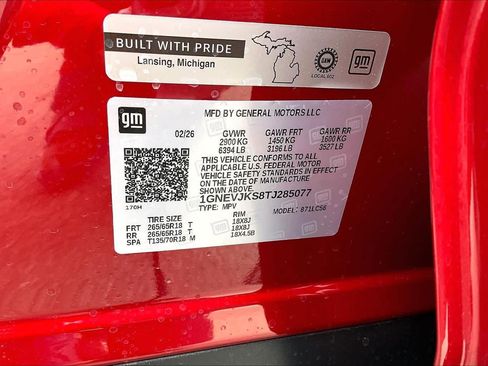 BUILT WITH PRIDE
Lansing, Michigan
UAW
LOCAL 602
gm
gm
MFD BY GENERAL MOTORS LLC
02/26 GVWR GAWR FRT GAWR RR
2900 KG 1450 KG 1600 KG
6394 LB 3196 LB 3527 LB
THIS VEHICLE CONFORMS TO ALL
APPLICABLE U.S. FEDERAL MOTOR
VEHICLE SAFETY STANDARDS IN EFFECT
ON THE DATE OF MANUFACTURE
SHOWN ABOVE.
1GNEVJKS8TJ285077
TYPE: MPV MODEL:
170H
TIRE SIZE RIM
FRT 265/65R18 T 18X8J
RR 265/65R18 T 18X8J
SPA T135/70R18 M 18X4.5B